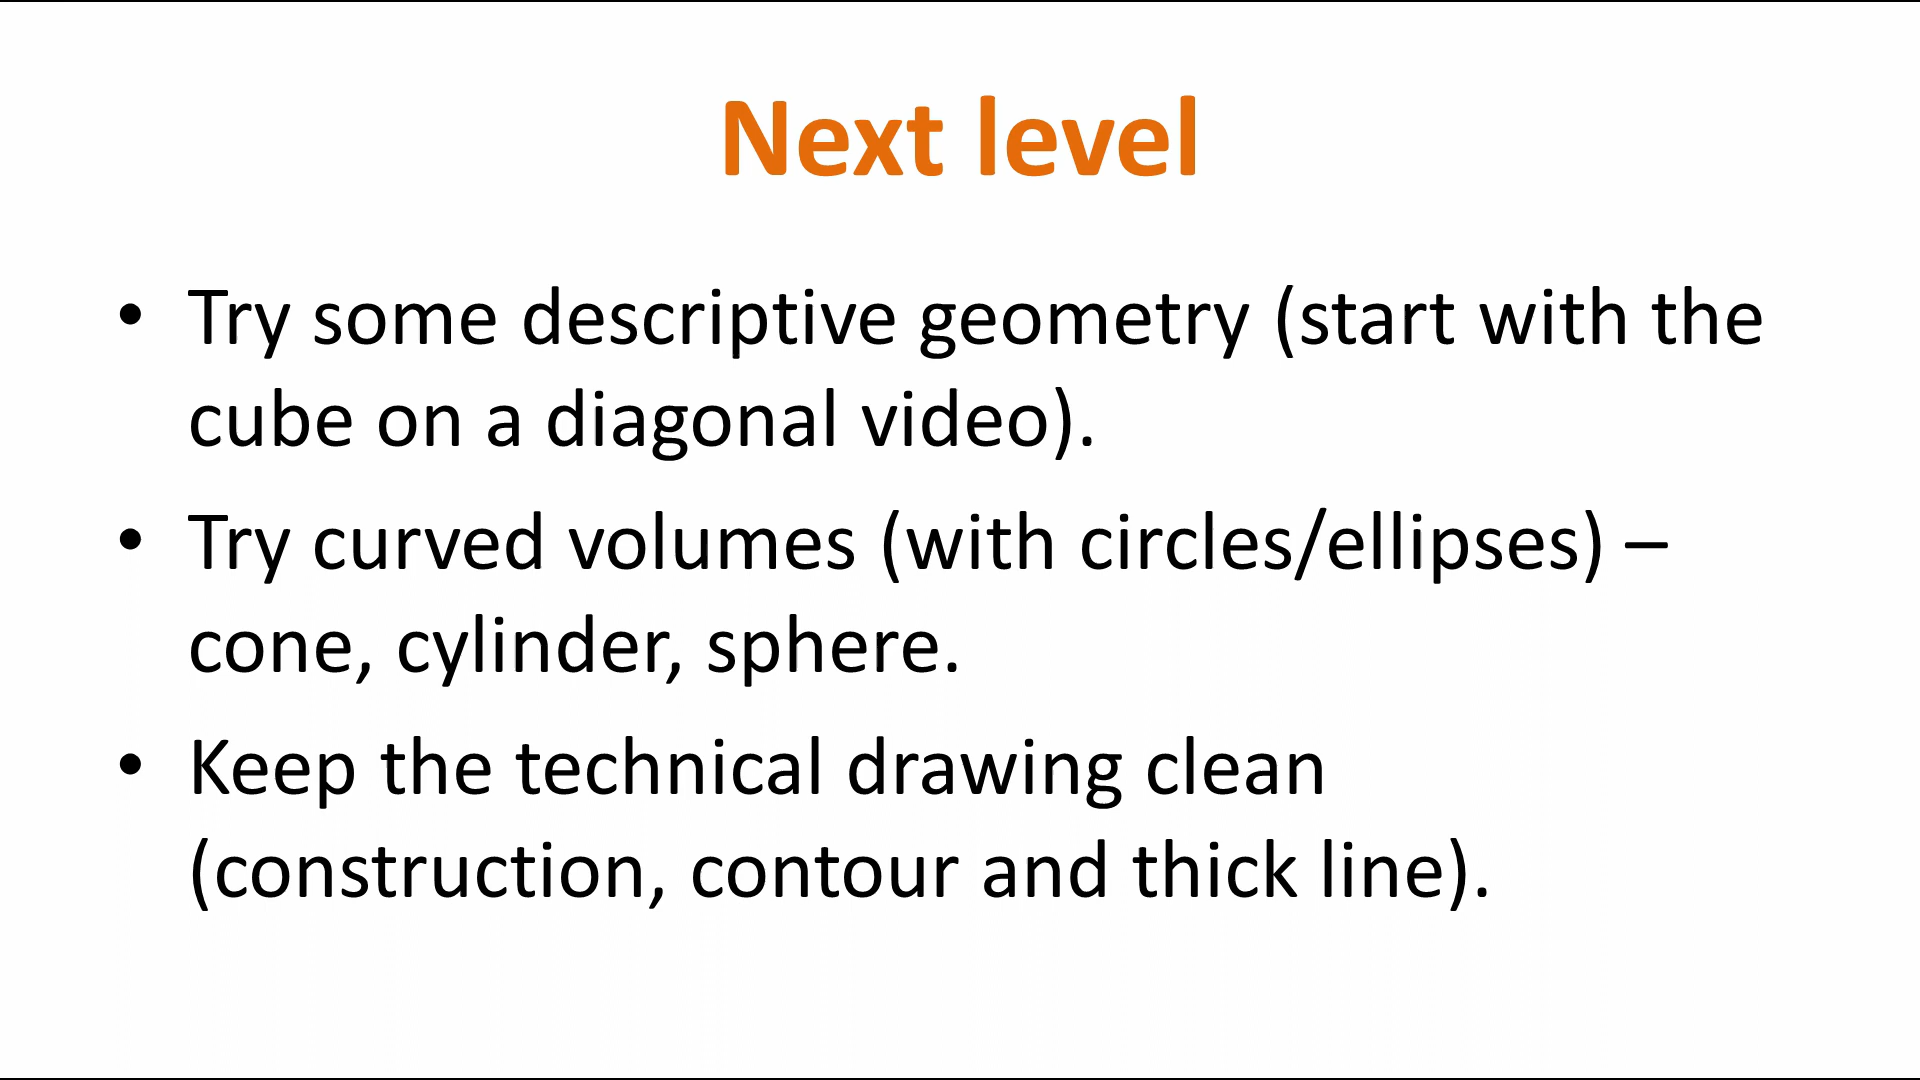 Next level
• Try some descriptive geometry (start with the
cube on a diagonal video).
• Try curved volumes (with circles/ellipses) –
cone, cylinder, sphere.
• Keep the technical drawing clean
(construction, contour and thick line).